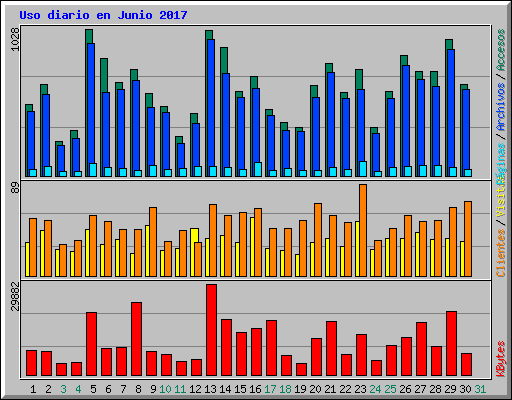 Uso diario en Junio 2017
1028
89
29882
Clientes / Visitas
Páginas / Archivos / Accesos
KBytes
1 2 3 4 5 6 7 8 9 10 11 12 13 14 15 16 17 18 19 20 21 22 23 24 25 26 27 28 29 30 31